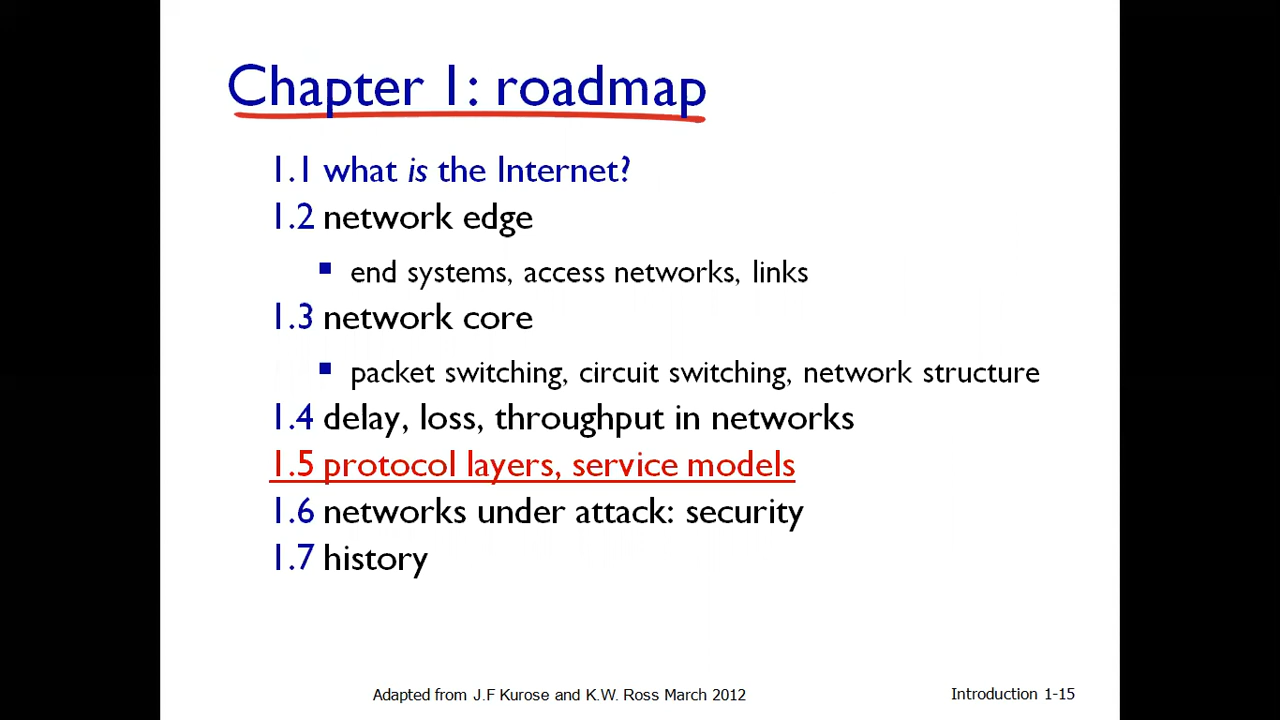 Chapter 1: roadmap
1.1 what is the Internet?
1.2 network edge
▪ end systems, access networks, links
1.3 network core
▪ packet switching, circuit switching, network structure
1.4 delay, loss, throughput in networks
1.5 protocol layers, service models
1.6 networks under attack: security
1.7 history
Adapted from J.F Kurose and K.W. Ross March 2012
Introduction 1-15